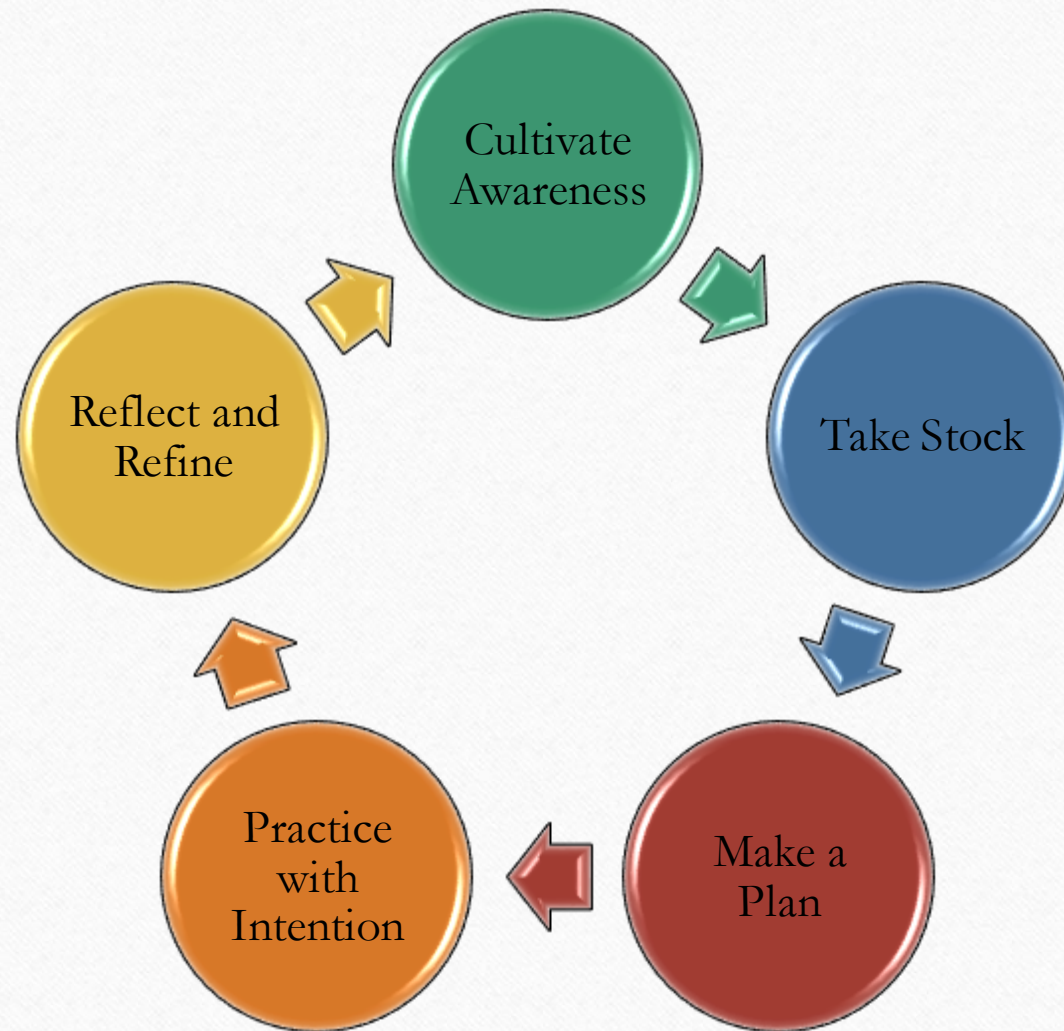 Cultivate
Awareness
Take Stock
Make a
Plan
Practice
with
Intention
Reflect and
Refine